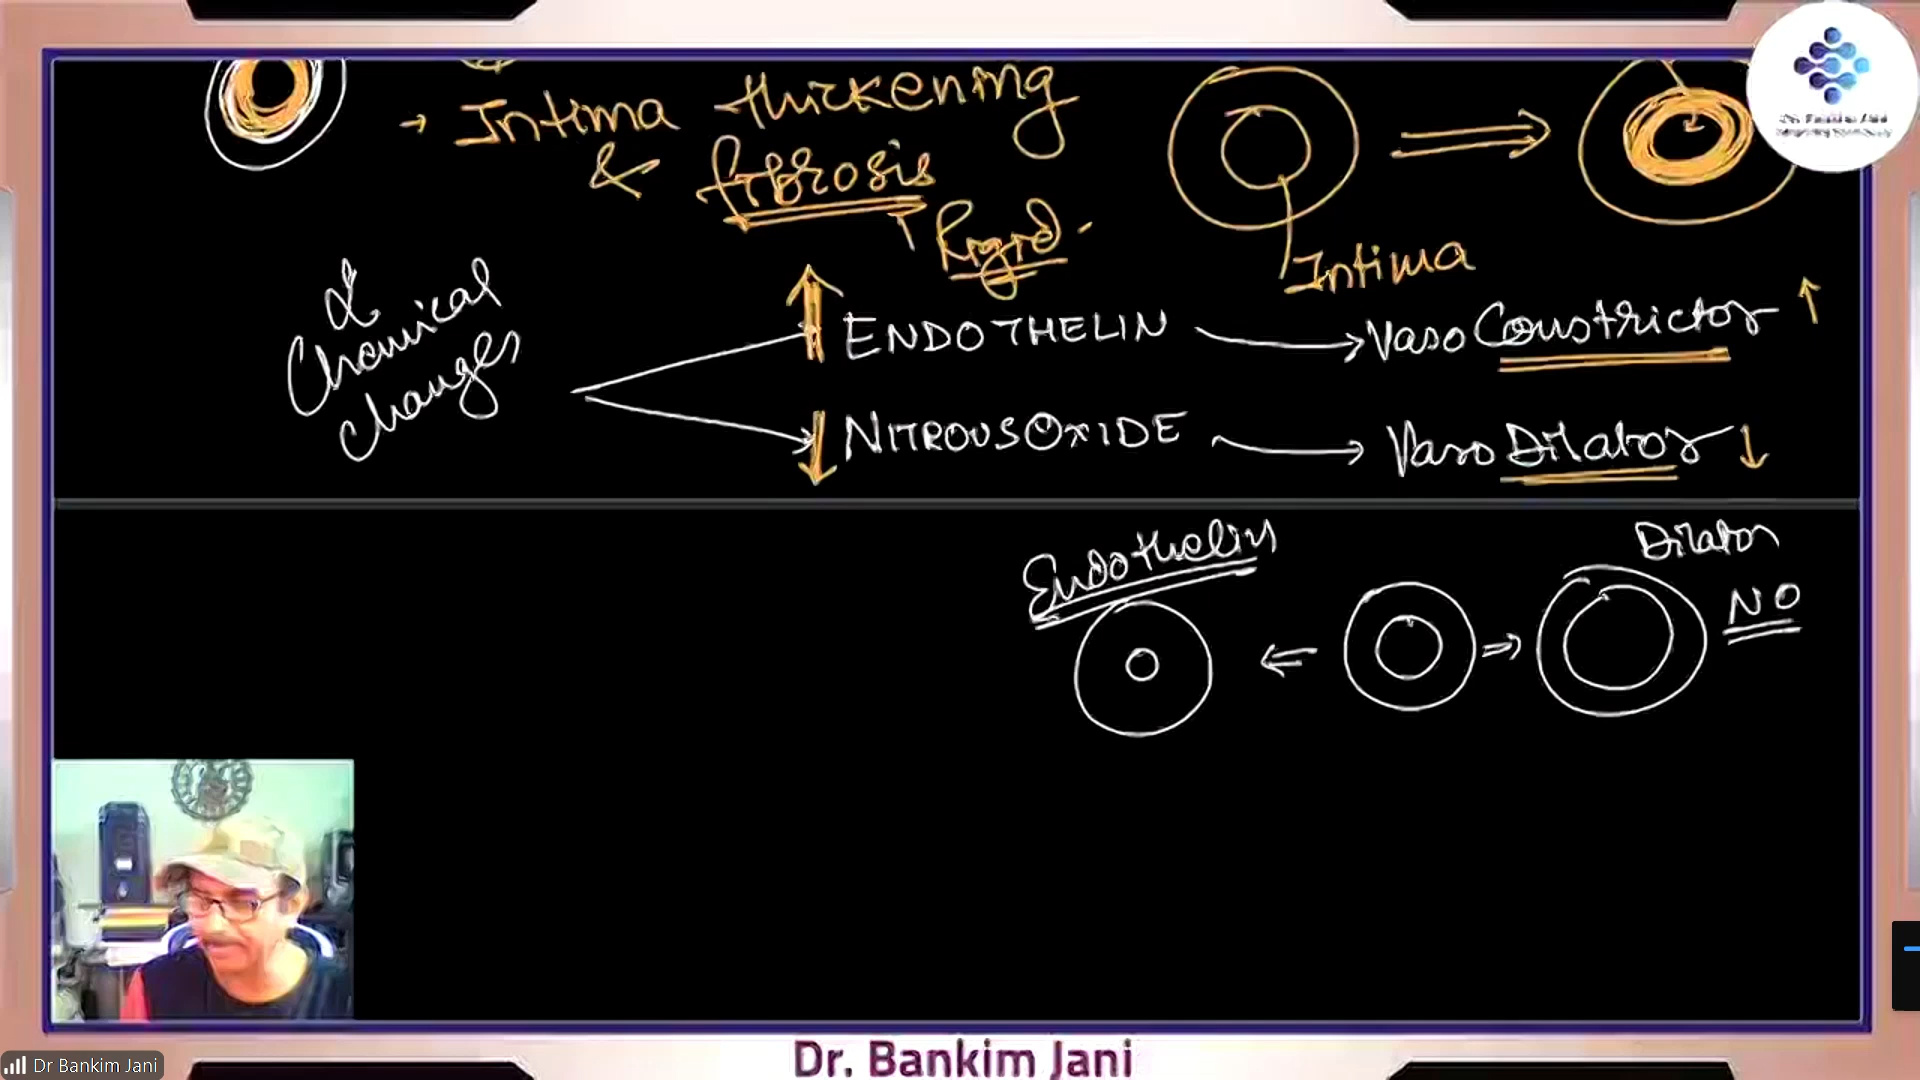 → Intima thickening
& fibrosis
↑ Rigid
Intima
& Chemical changes
↑ ENDOTHELIN → Vaso Constrictor ↑
↓ NITROUS OXIDE → Vaso Dilator ↓
Endothelin
Dilator
NO
Dr Bankim Jani
Dr. Bankim Jani